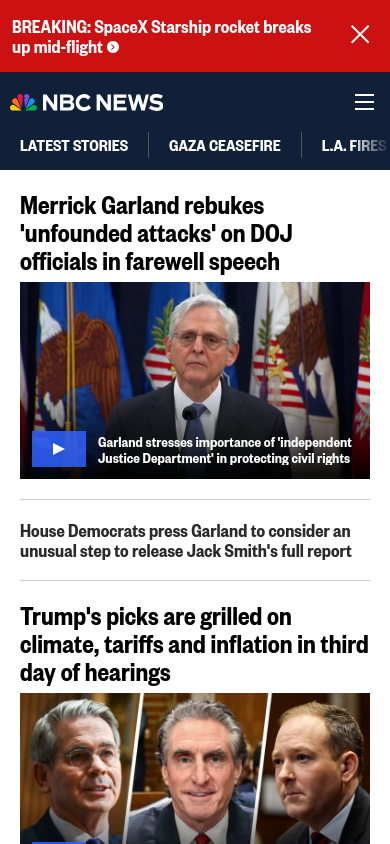 BREAKING: SpaceX Starship rocket breaks
up mid-flight
NBC NEWS
LATEST STORIES
GAZA CEASEFIRE
L.A. FIRES
Merrick Garland rebukes
'unfounded attacks' on DOJ
officials in farewell speech
Garland stresses importance of 'independent
Justice Department' in protecting civil rights
House Democrats press Garland to consider an
unusual step to release Jack Smith's full report
Trump's picks are grilled on
climate, tariffs and inflation in third
day of hearings